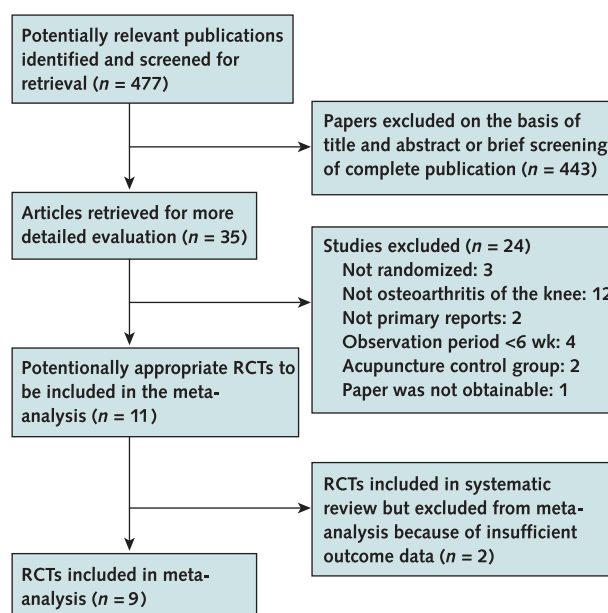 Potentially relevant publications
identified and screened for
retrieval (n = 477)
Papers excluded on the basis of
title and abstract or brief screening
of complete publication (n = 443)
Articles retrieved for more
detailed evaluation (n = 35)
Studies excluded (n = 24)
Not randomized: 3
Not osteoarthritis of the knee: 12
Not primary reports: 2
Observation period <6 wk: 4
Acupuncture control group: 2
Paper was not obtainable: 1
Potentionally appropriate RCTs to
be included in the meta-
analysis (n = 11)
RCTs included in systematic
review but excluded from meta-
analysis because of insufficient
outcome data (n = 2)
RCTs included in meta-
analysis (n = 9)